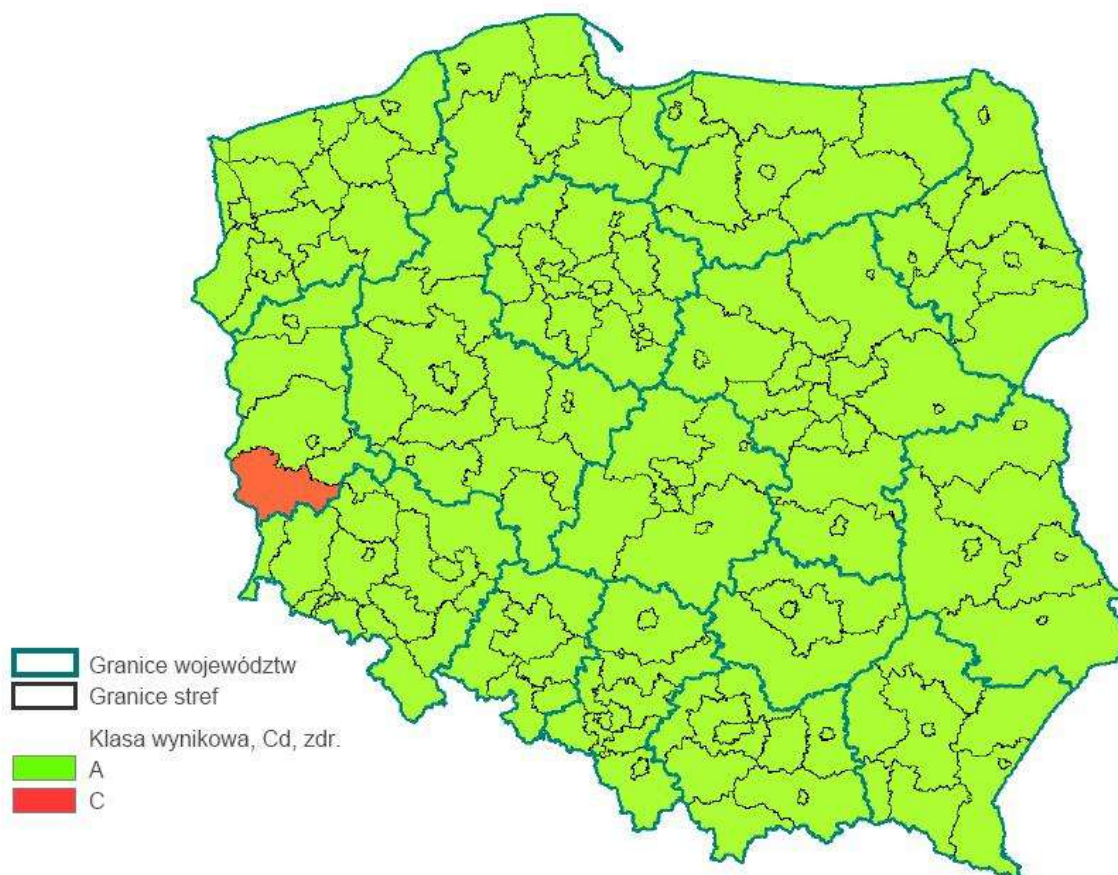 Granice województw
Granice stref
Klasa wynikowa, Cd, zdr.
A
C